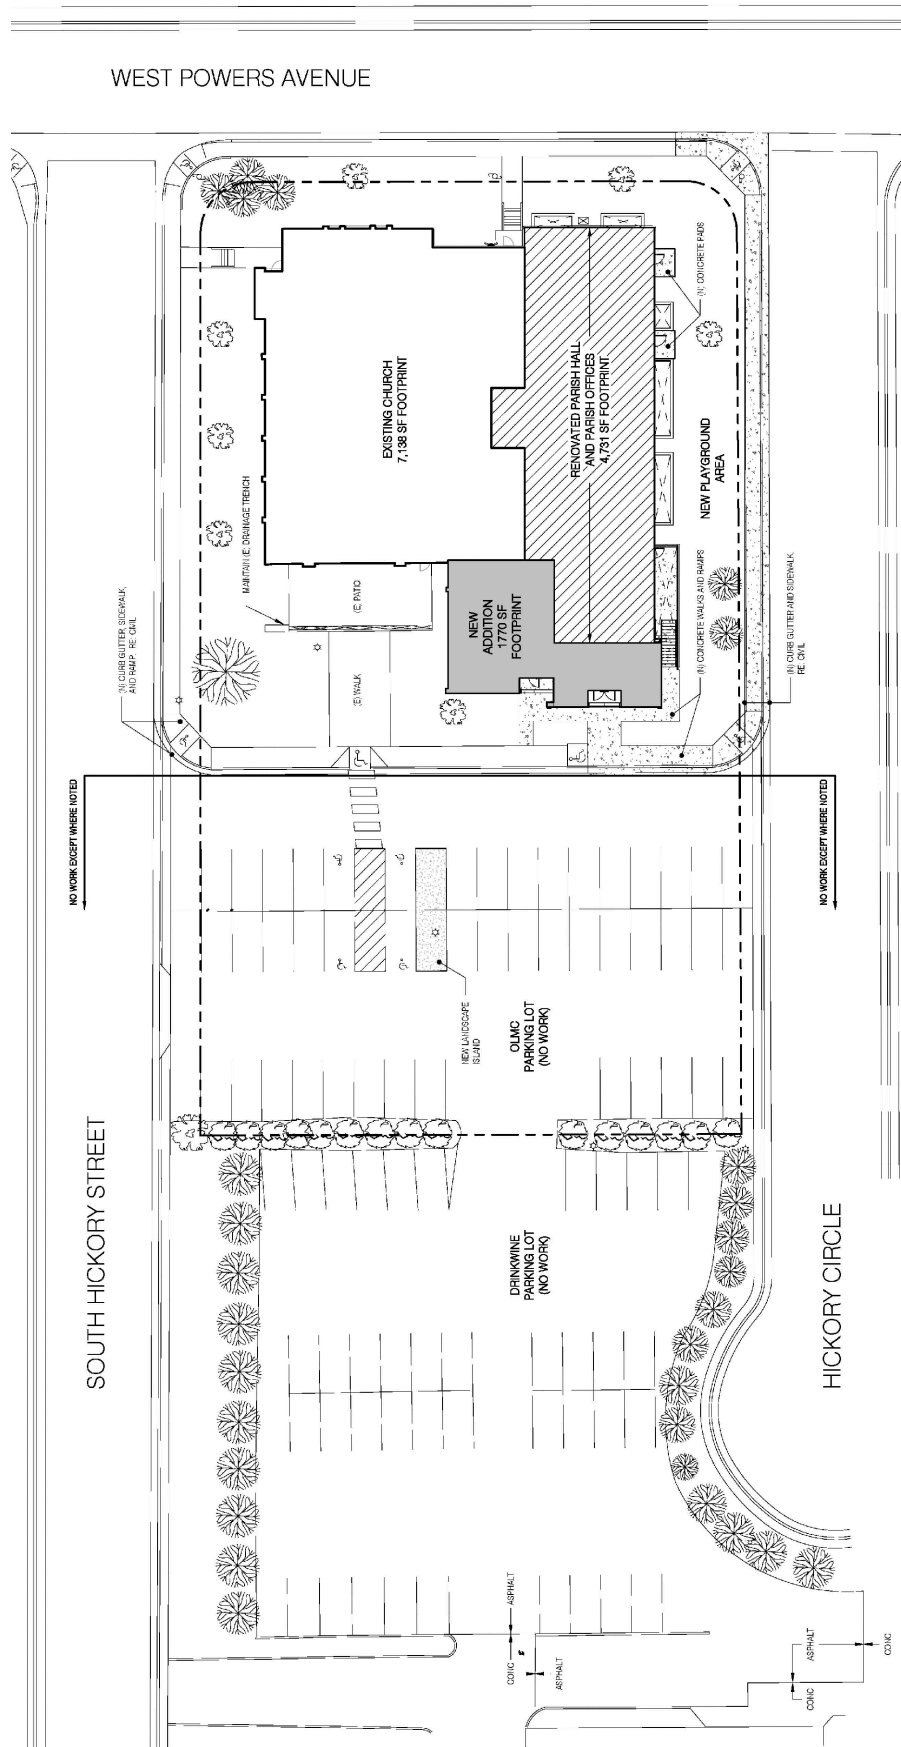 WEST POWERS AVENUE
(N) CONCRETE PADS
EXISTING CHURCH
7,138 SF FOOTPRINT
RENOVATED PARISH HALL
AND PARISH OFFICES
4,731 SF FOOTPRINT
NEW PLAYGROUND
AREA
MAINTAIN (E) DRAINAGE TRENCH
(E) PATIO
NEW
ADDITION
1770 SF
FOOTPRINT
(N) CURB GUTTER, SIDEWALK,
AND RAMP. RE: CIVIL
(E) WALK
(N) CONCRETE WALKS AND RAMPS
(N) CURB GUTTER AND SIDEWALK,
RE: CIVIL
NO WORK EXCEPT WHERE NOTED
NO WORK EXCEPT WHERE NOTED
NEW LANDSCAPE
ISLAND
OLMC
PARKING LOT
(NO WORK)
SOUTH HICKORY STREET
DRINKWINE
PARKING LOT
(NO WORK)
HICKORY CIRCLE
ASPHALT
CONC
ASPHALT
ASPHALT
CONC
CONC